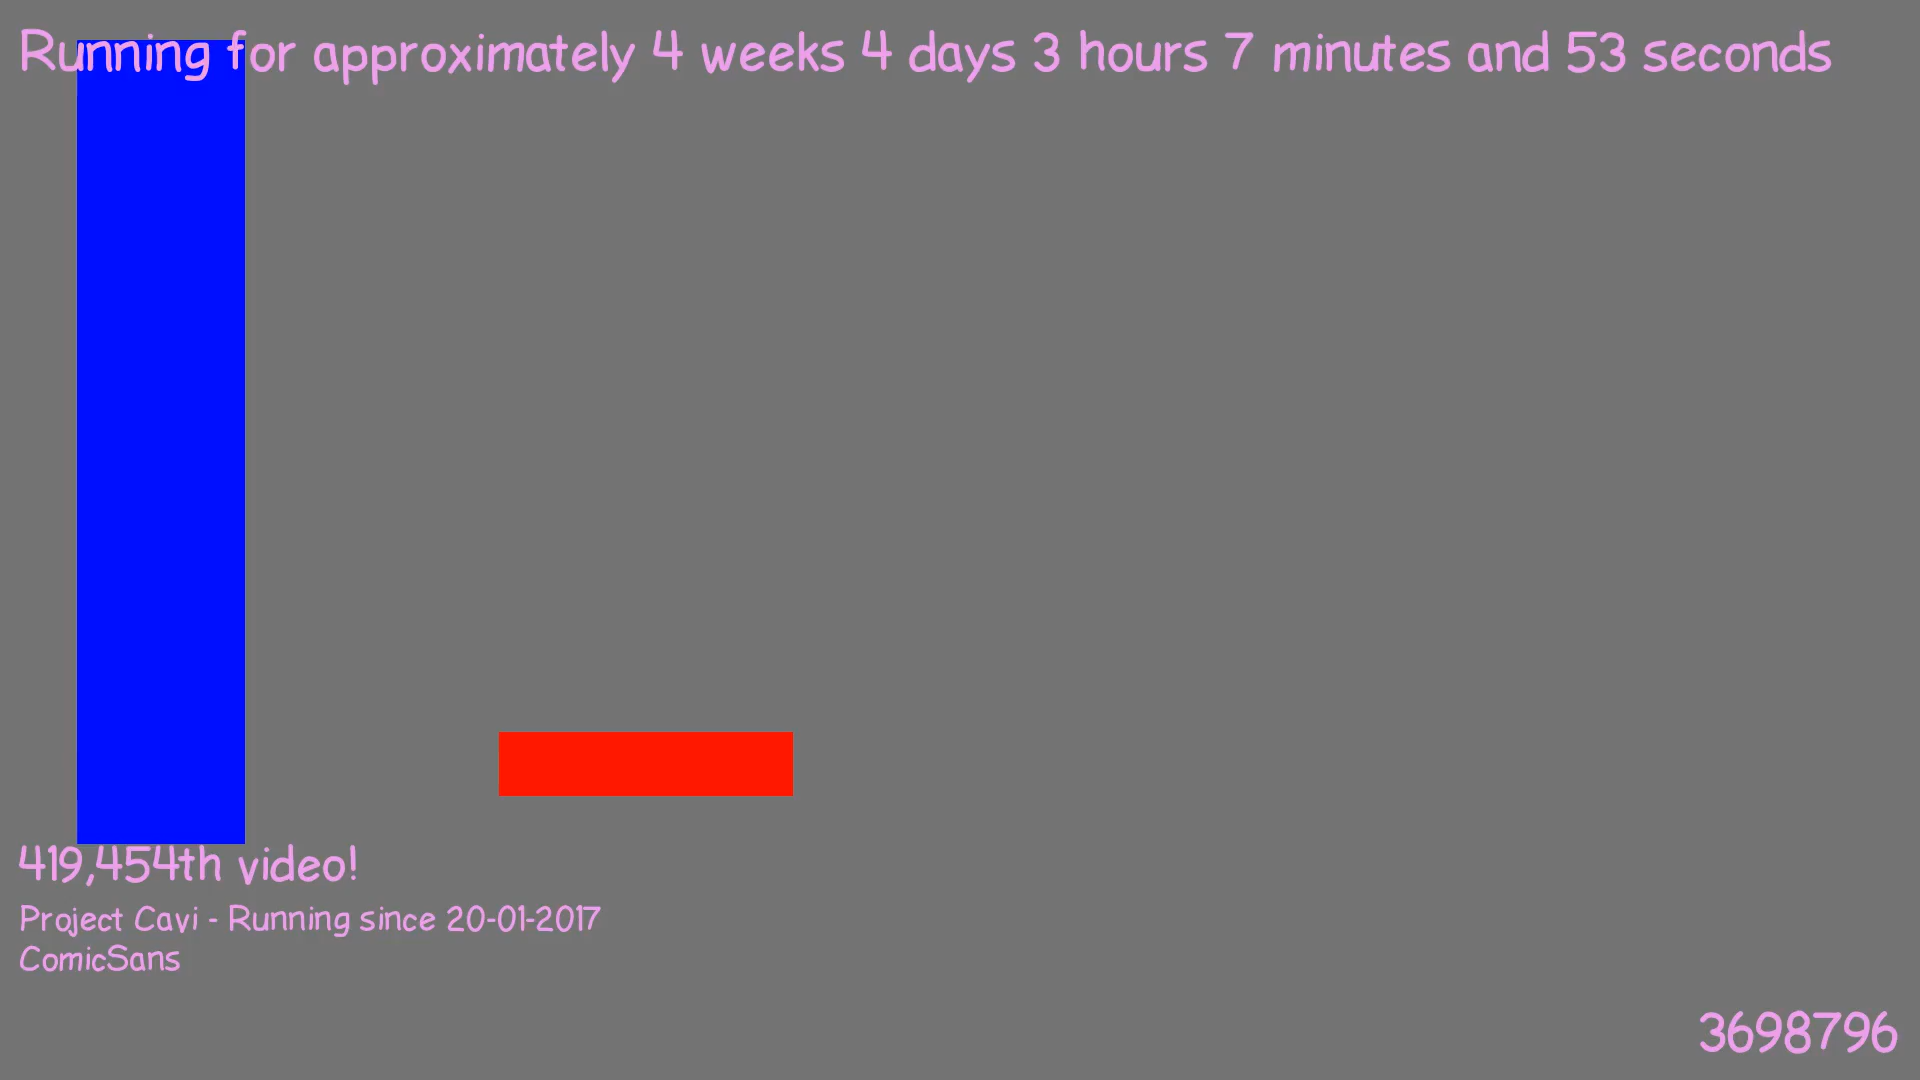 Running for approximately 4 weeks 4 days 3 hours 7 minutes and 53 seconds
419,454th video!
Project Cavi - Running since 20-01-2017
ComicSans
3698796